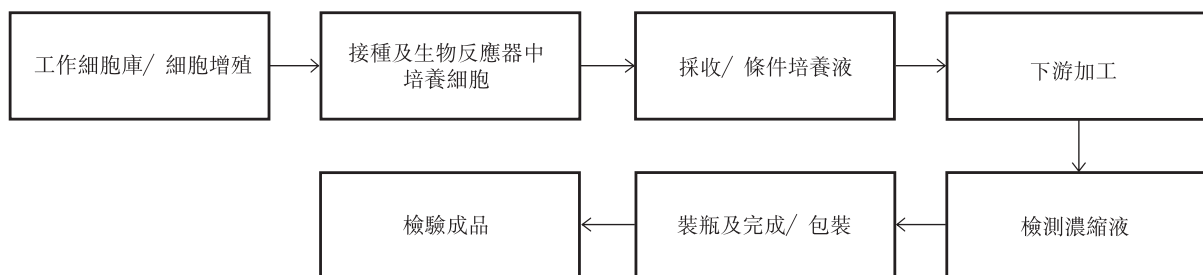 工作細胞庫/ 細胞增殖
接種及生物反應器中
培養細胞
採收/ 條件培養液
下游加工
檢測濃縮液
裝瓶及完成/ 包裝
檢驗成品